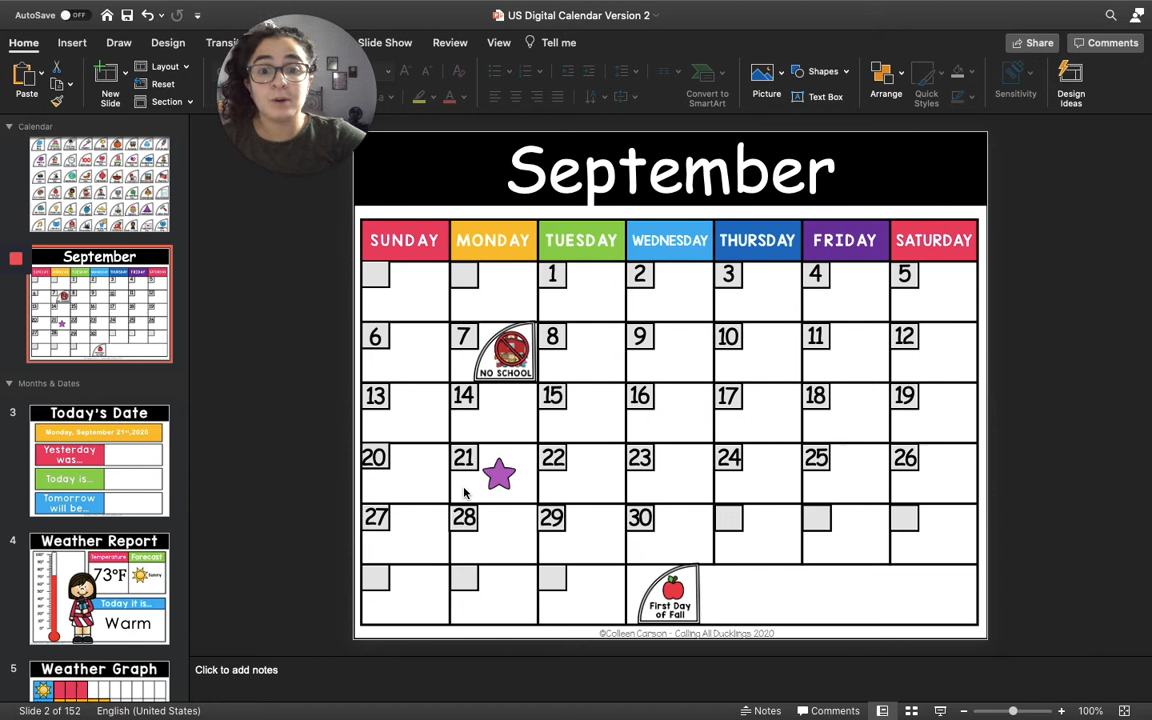 AutoSave OFF
US Digital Calendar Version 2
Home Insert Draw Design Transi Slide Show Review View Tell me
Share Comments
Paste
New Slide
Layout
Reset
Section
Convert to SmartArt
Picture
Shapes
Text Box
Arrange
Quick Styles
Sensitivity
Design Ideas
Calendar
September
Months & Dates
3
Today's Date
Monday, September 21st, 2020
Yesterday was...
Today is...
Tomorrow will be...
4
Weather Report
Temperature Forecast
73°F Sunny
Today it is...
Warm
5
Weather Graph
September
SUNDAY MONDAY TUESDAY WEDNESDAY THURSDAY FRIDAY SATURDAY
1 2 3 4 5
6 7 8 9 10 11 12
NO SCHOOL
13 14 15 16 17 18 19
20 21 22 23 24 25 26
27 28 29 30
First Day
of Fall
©Colleen Carson - Calling All Ducklings 2020
Click to add notes
Slide 2 of 152 English (United States) Notes Comments 100%